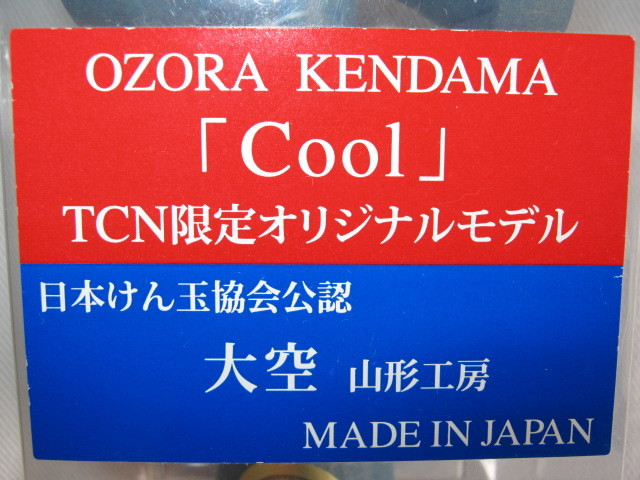 OZORA KENDAMA
「Cool」
TCN限定オリジナルモデル
日本けん玉協会公認
大空 山形工房
MADE IN JAPAN